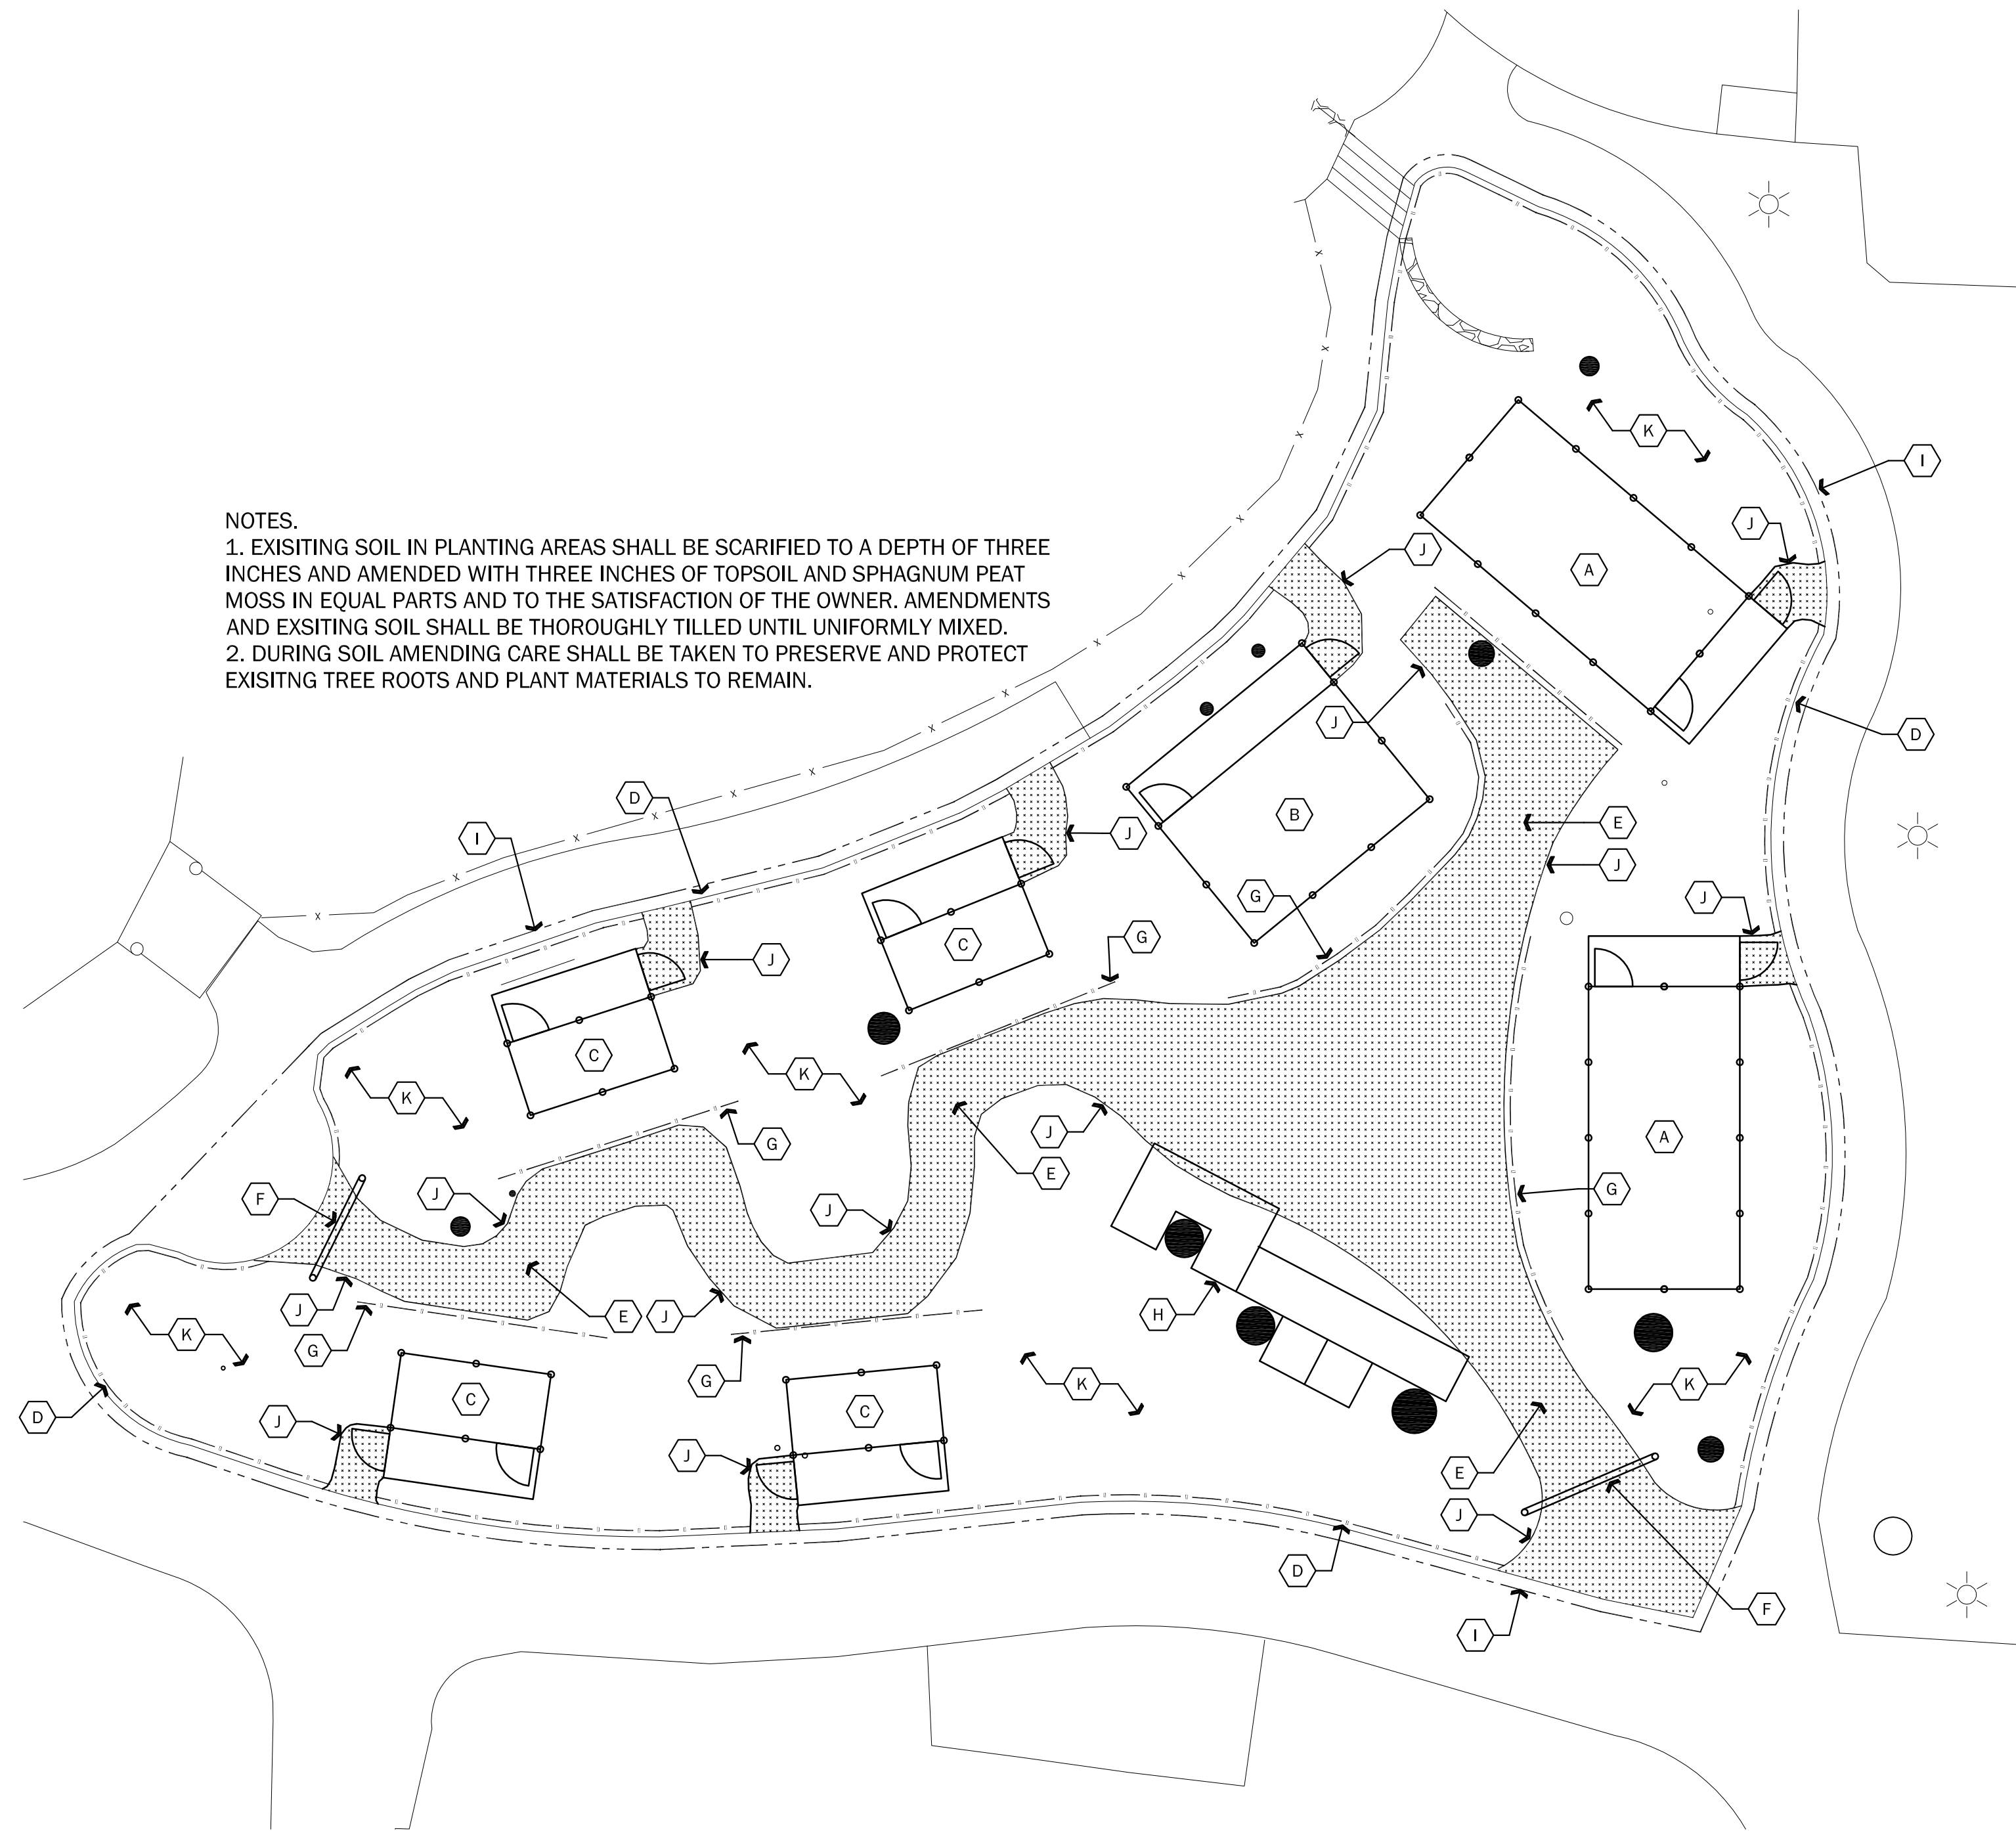 NOTES.
1. EXISITING SOIL IN PLANTING AREAS SHALL BE SCARIFIED TO A DEPTH OF THREE
INCHES AND AMENDED WITH THREE INCHES OF TOPSOIL AND SPHAGNUM PEAT
MOSS IN EQUAL PARTS AND TO THE SATISFACTION OF THE OWNER. AMENDMENTS
AND EXSITING SOIL SHALL BE THOROUGHLY TILLED UNTIL UNIFORMLY MIXED.
2. DURING SOIL AMENDING CARE SHALL BE TAKEN TO PRESERVE AND PROTECT
EXISITNG TREE ROOTS AND PLANT MATERIALS TO REMAIN.
K
I
J
J
A
J
D
D
B
E
J
I
J
G
J
G
C
J
C
K
K
J
A
G
E
G
J
F
J
J
H
E
J
K
G
G
K
K
C
C
D
J
J
E
J
D
F
I